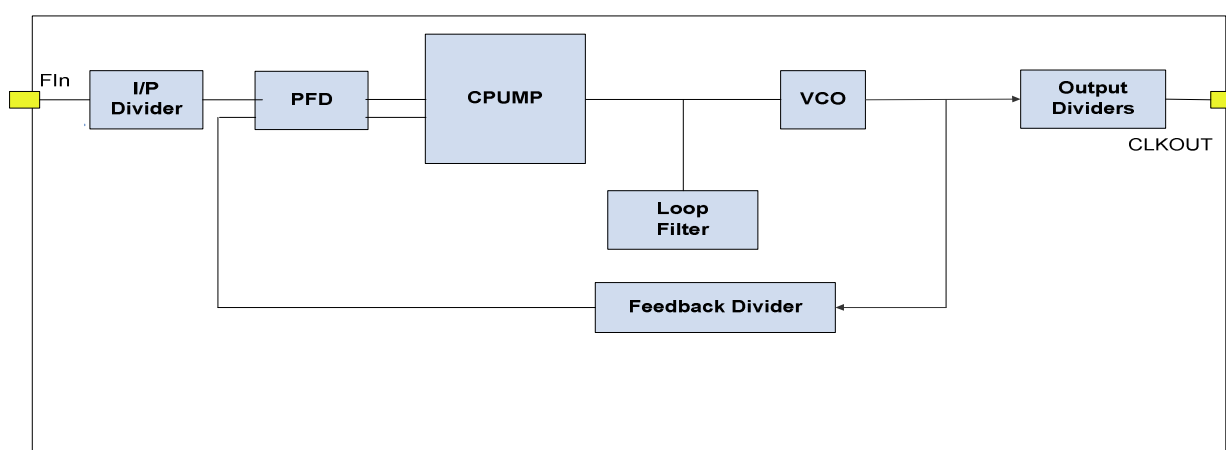 FIn
I/P
Divider
PFD
CPUMP
VCO
Output
Dividers
CLKOUT
Loop
Filter
Feedback Divider